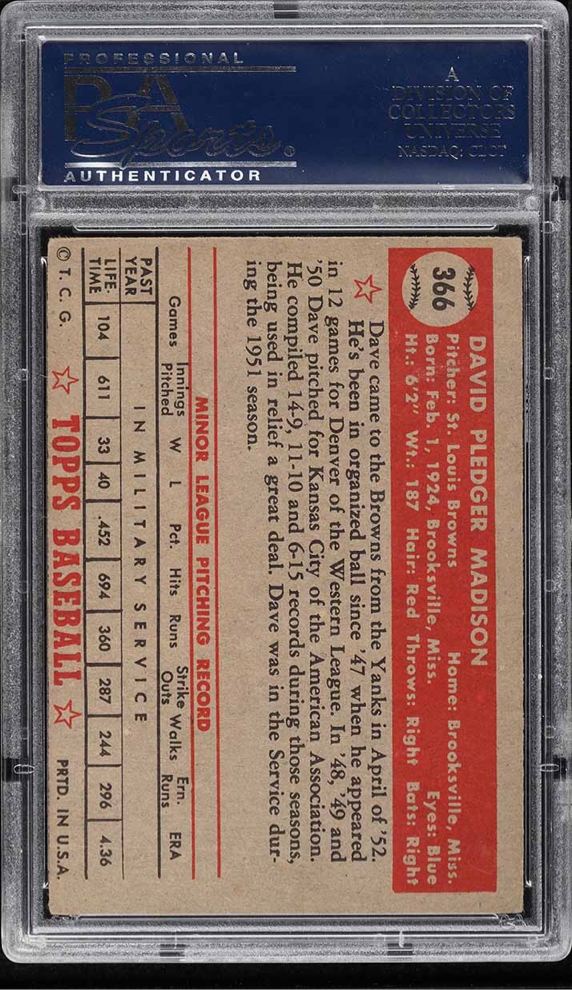 PROFESSIONAL
PSA
Sports®
AUTHENTICATOR
A
DIVISION OF
COLLECTORS
UNIVERSE
NASDAQ: CLCT
366
DAVID PLEDGER MADISON
Pitcher: St. Louis Browns Home: Brooksville, Miss.
Born: Feb. 1, 1924, Brooksville, Miss. Eyes: Blue
Ht.: 6'2" Wt.: 187 Hair: Red Throws: Right Bats: Right
Dave came to the Browns from the Yanks in April of '52.
He's been in organized ball since '47 when he appeared
in 12 games for Denver of the Western League. In '48, '49 and
'50 Dave pitched for Kansas City of the American Association.
He compiled 14-9, 11-10 and 6-15 records during those seasons,
being used in relief a great deal. Dave was in the Service dur-
ing the 1951 season.
MINOR LEAGUE PITCHING RECORD
Games Innings Pitched W L Pct. Hits Runs Strike Outs Walks Ern. Runs ERA
PAST YEAR IN MILITARY SERVICE
LIFE-TIME 104 611 33 40 .452 694 360 287 244 296 4.36
© T. C. G. TOPPS BASEBALL PRTD. IN U.S.A.